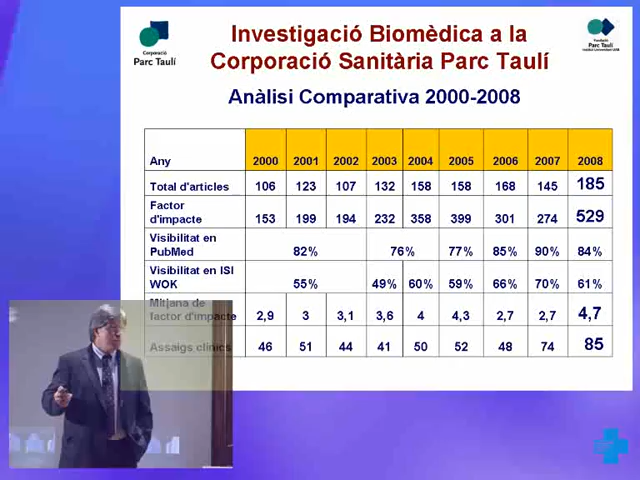 Corporació
Parc Taulí
Investigació Biomèdica a la
Corporació Sanitària Parc Taulí
Fundació
Parc Taulí
Anàlisi Comparativa 2000-2008
Any 2000 2001 2002 2003 2004 2005 2006 2007 2008
Total d'articles 106 123 107 132 158 158 168 145 185
Factor
d'impacte 153 199 194 232 358 399 301 274 529
Visibilitat en
PubMed 82% 76% 77% 85% 90% 84%
Visibilitat en ISI
WOK 55% 49% 60% 59% 66% 70% 61%
Mitjana de
factor d'impacte 2,9 3 3,1 3,6 4 4,3 2,7 2,7 4,7
Assaigs clínics 46 51 44 41 50 52 48 74 85